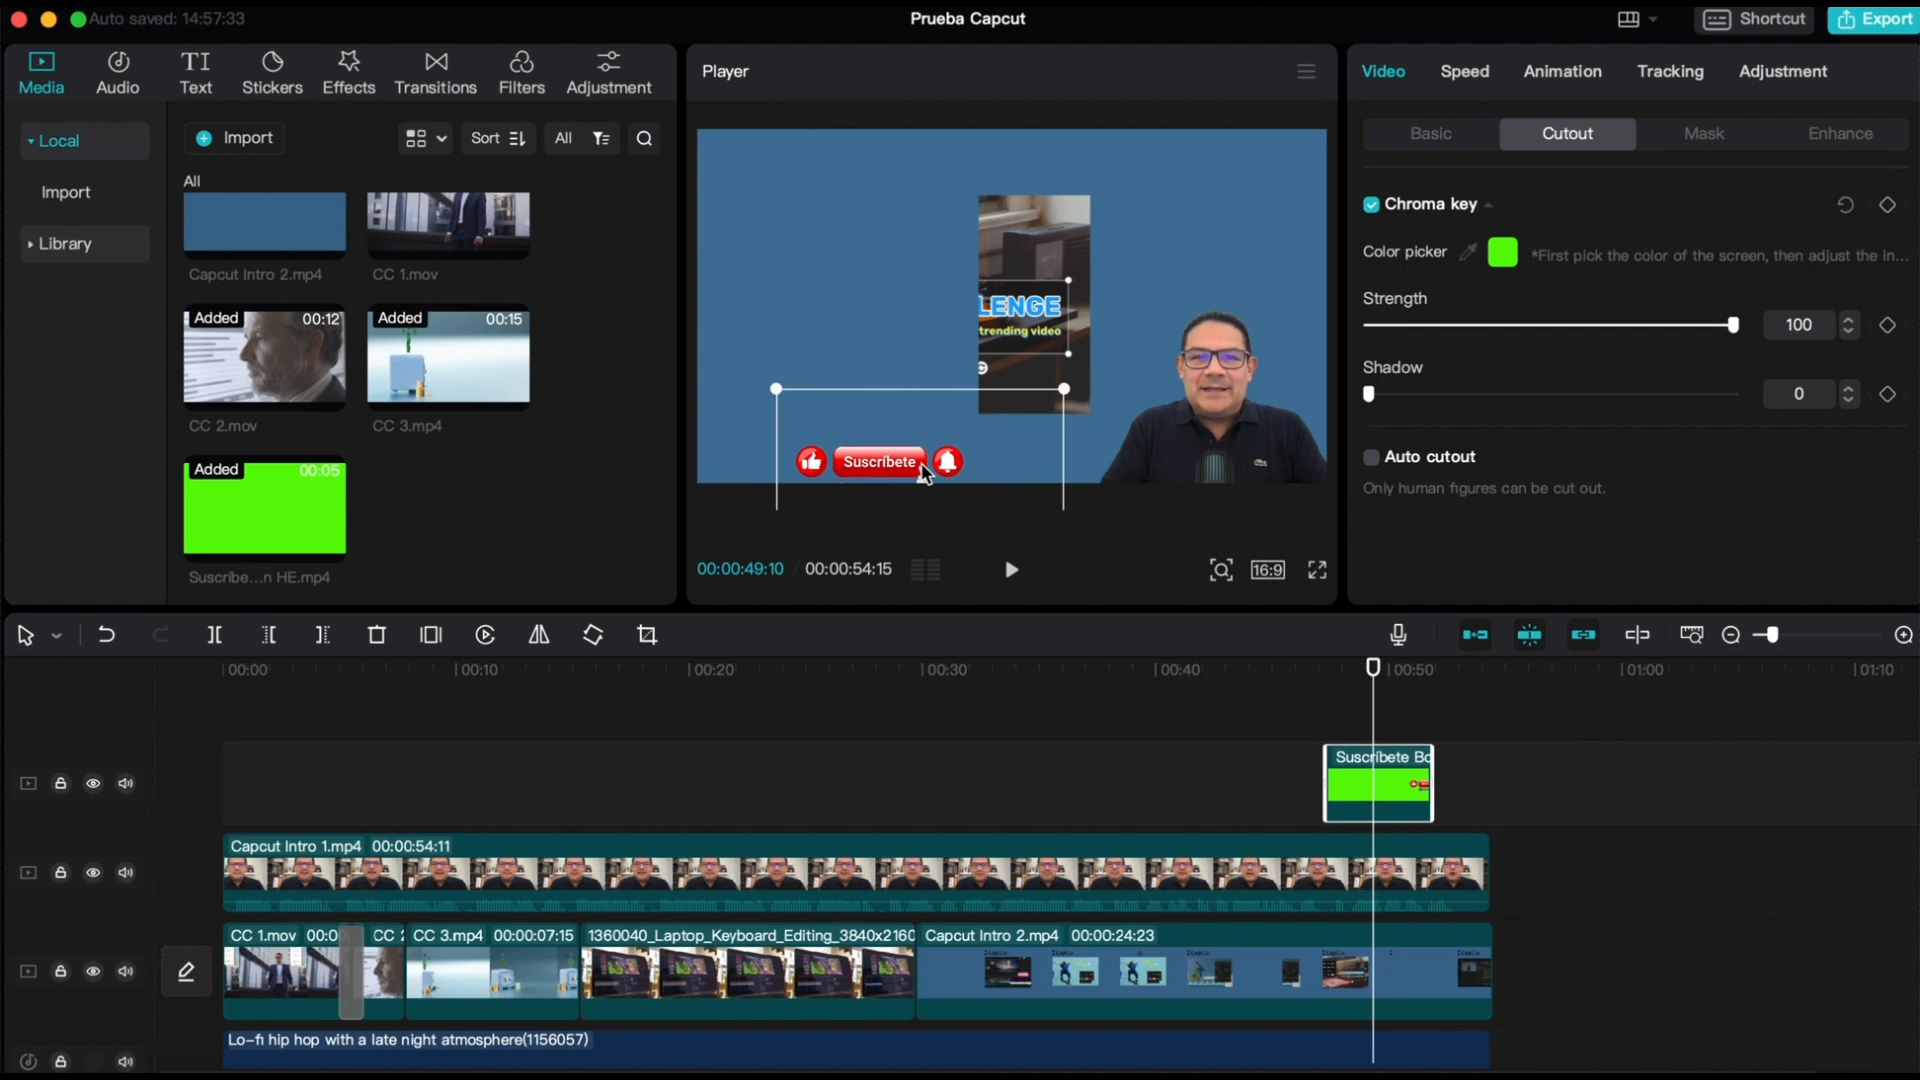 Auto saved: 14:57:33
Prueba Capcut
Shortcut
Export
Media
Audio
TI
Text
Stickers
Effects
Transitions
Filters
Adjustment
Player
Video
Speed
Animation
Tracking
Adjustment
Local
Import
Library
Import
Sort
All
All
Capcut Intro 2.mp4
CC 1.mov
Added
00:12
Added
00:15
CC 2.mov
CC 3.mp4
Added
00:05
Suscribe...n HE.mp4
LENGE
trending video
Suscríbete
00:00:49:10
00:00:54:15
16:9
Basic
Cutout
Mask
Enhance
Chroma key
Color picker
*First pick the color of the screen, then adjust the in...
Strength
100
Shadow
0
Auto cutout
Only human figures can be cut out.
00:00
00:10
00:20
00:30
00:40
00:50
01:00
01:10
Suscríbete Bo
Capcut Intro 1.mp4 00:00:54:11
CC 1.mov 00:0
CC 2
CC 3.mp4 00:00:07:15
1360040_Laptop_Keyboard_Editing_3840x2160
Capcut Intro 2.mp4 00:00:24:23
Lo-fi hip hop with a late night atmosphere(1156057)